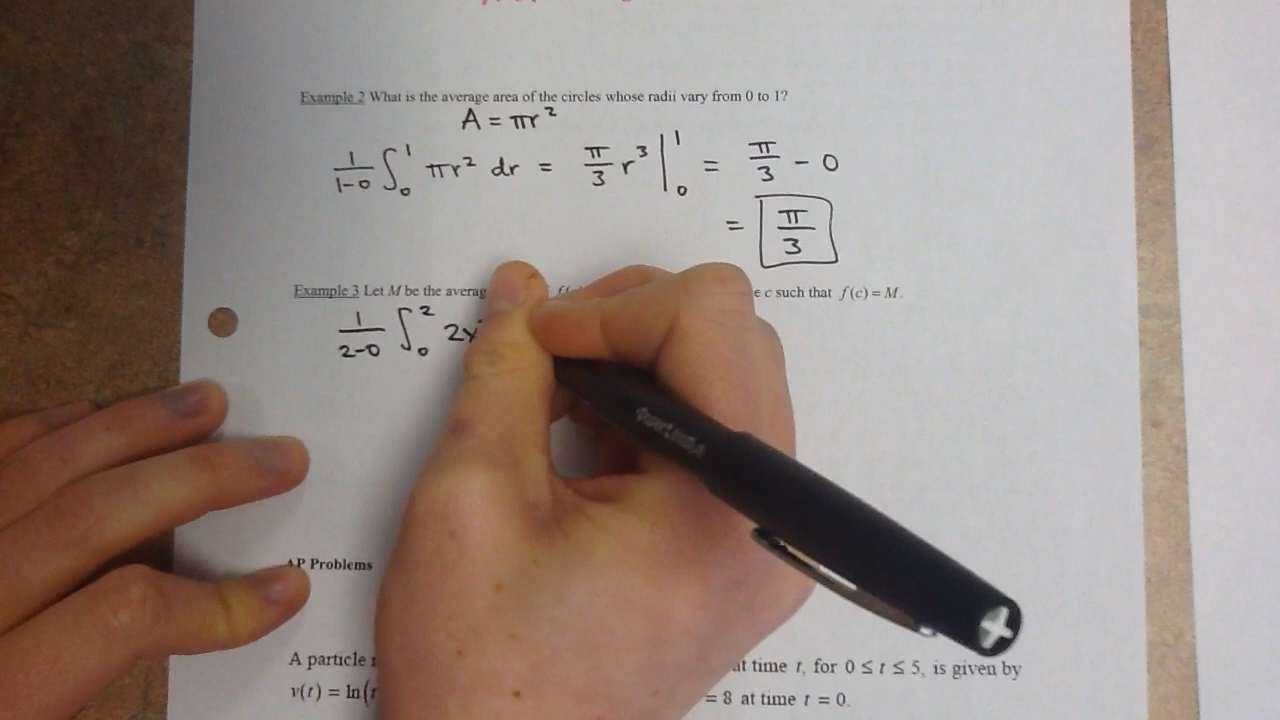 Example 2 What is the average area of the circles whose radii vary from 0 to 1?
A = πr²
1/(1-0) ∫₀¹ πr² dr = π/3 r³ |₀¹ = π/3 - 0
= π/3
Example 3 Let M be the c such that f(c) = M.
1/(2-0) ∫₀² 2x
AP Problems
A particle at time t, for 0 ≤ t ≤ 5, is given by
v(t) = ln( = 8 at time t = 0.